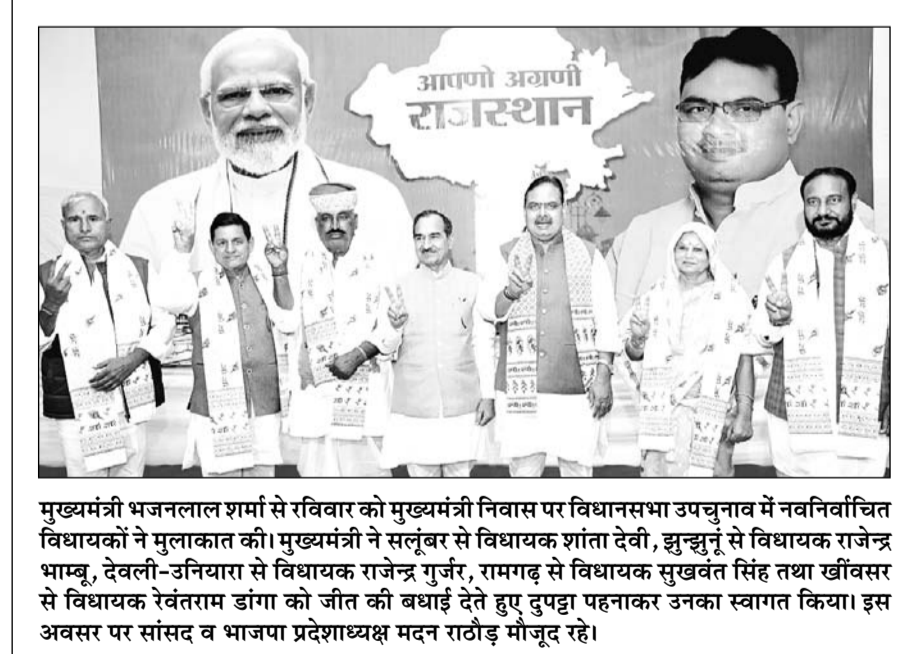 आपणो अग्रणी
राजस्थान
मुख्यमंत्री भजनलाल शर्मा से रविवार को मुख्यमंत्री निवास पर विधानसभा उपचुनाव में नवनिर्वाचित
विधायकों ने मुलाकात की। मुख्यमंत्री ने सलूंबर से विधायक शांता देवी, झुन्झुनूं से विधायक राजेन्द्र
भाम्बू, देवली-उनियारा से विधायक राजेन्द्र गुर्जर, रामगढ़ से विधायक सुखवंत सिंह तथा खींवसर
से विधायक रेवंतराम डांगा को जीत की बधाई देते हुए दुपट्टा पहनाकर उनका स्वागत किया। इस
अवसर पर सांसद व भाजपा प्रदेशाध्यक्ष मदन राठौड़ मौजूद रहे।